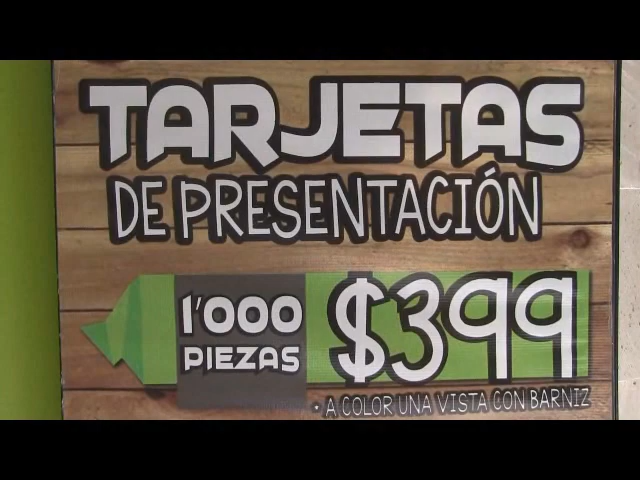 TARJETAS
DE PRESENTACIÓN
1'000
PIEZAS
$399
• A COLOR UNA VISTA CON BARNIZ